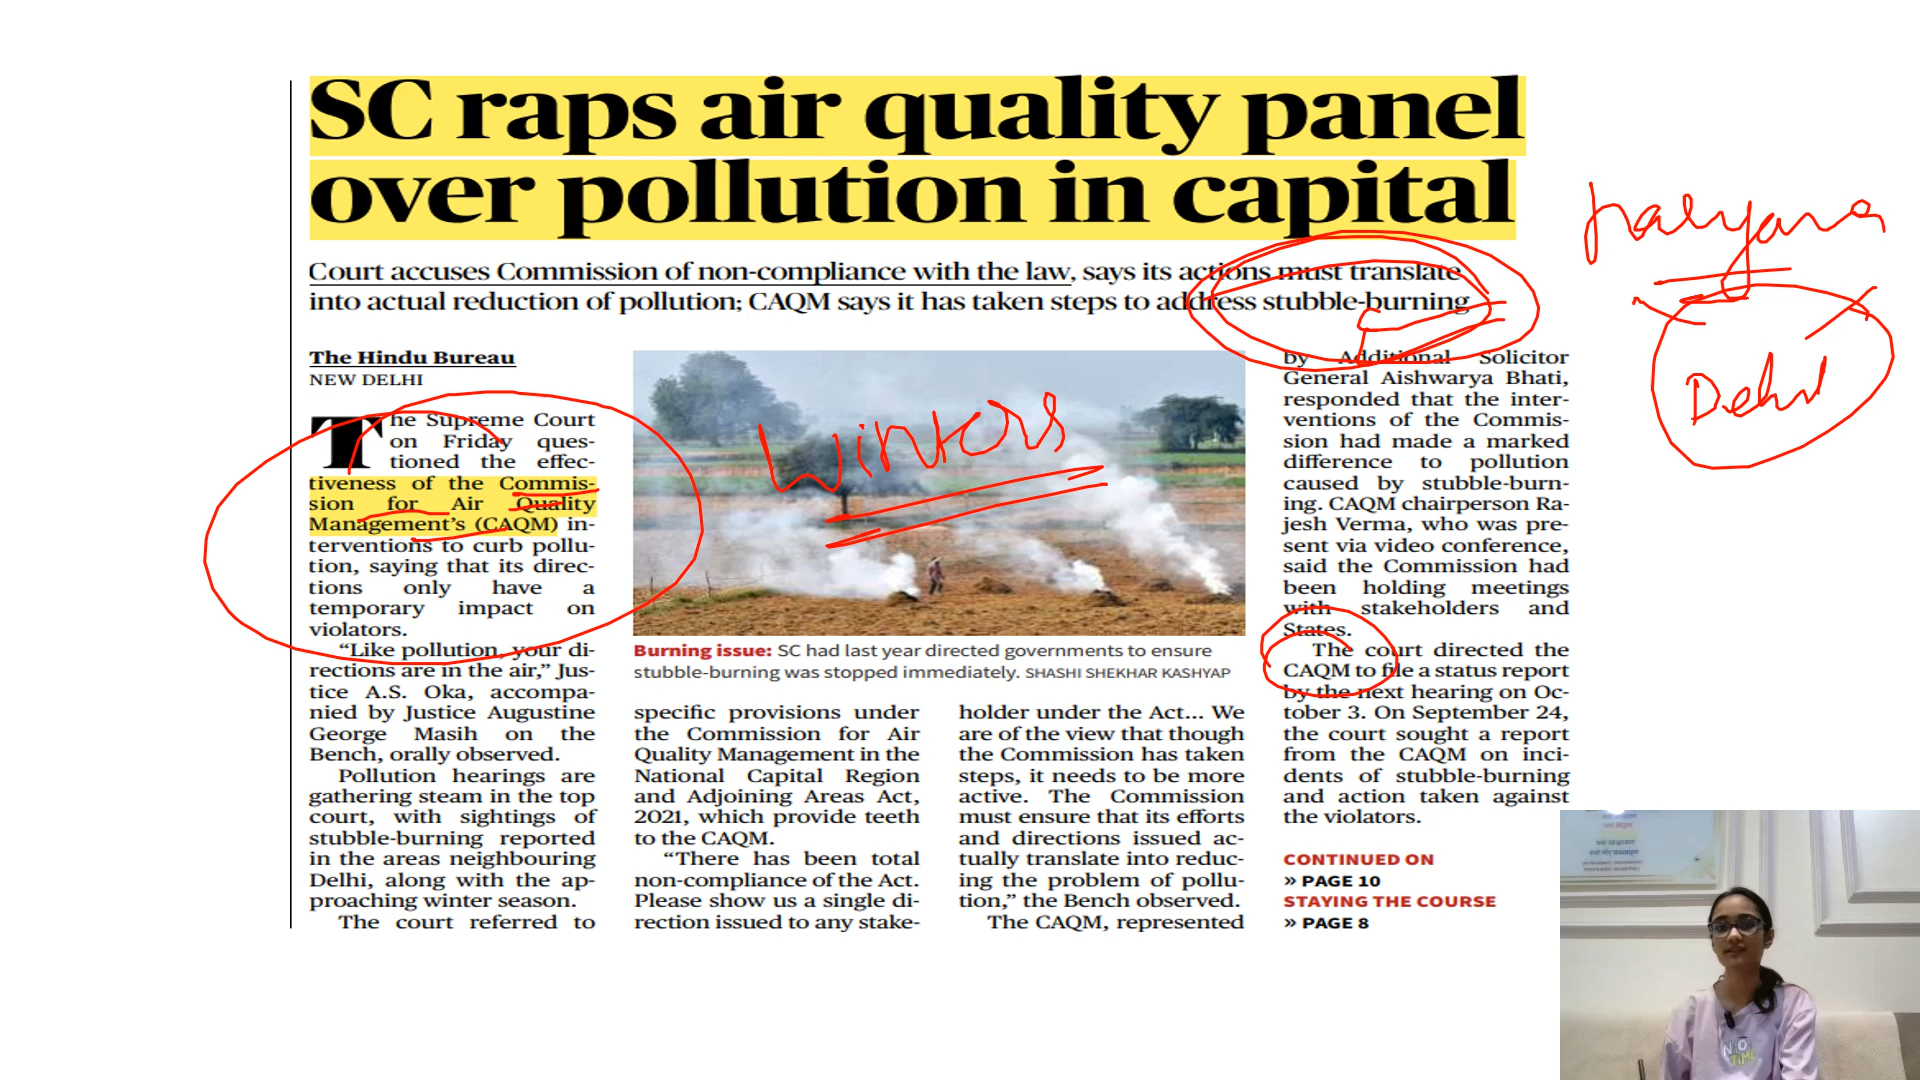 SC raps air quality panel
over pollution in capital
Court accuses Commission of non-compliance with the law, says its actions must translate
into actual reduction of pollution; CAQM says it has taken steps to address stubble-burning
The Hindu Bureau
NEW DELHI
The Supreme Court
on Friday ques-
tioned the effec-
tiveness of the Commis-
sion for Air Quality
Management's (CAQM) in-
terventions to curb pollu-
tion, saying that its direc-
tions only have a
temporary impact on
violators.
"Like pollution, your di-
rections are in the air," Jus-
tice A.S. Oka, accompa-
nied by Justice Augustine
George Masih on the
Bench, orally observed.
Pollution hearings are
gathering steam in the top
court, with sightings of
stubble-burning reported
in the areas neighbouring
Delhi, along with the ap-
proaching winter season.
The court referred to
Burning issue: SC had last year directed governments to ensure
stubble-burning was stopped immediately. SHASHI SHEKHAR KASHYAP
specific provisions under
the Commission for Air
Quality Management in the
National Capital Region
and Adjoining Areas Act,
2021, which provide teeth
to the CAQM.
"There has been total
non-compliance of the Act.
Please show us a single di-
rection issued to any stake-
holder under the Act... We
are of the view that though
the Commission has taken
steps, it needs to be more
active. The Commission
must ensure that its efforts
and directions issued ac-
tually translate into reduc-
ing the problem of pollu-
tion," the Bench observed.
The CAQM, represented
by Additional Solicitor
General Aishwarya Bhati,
responded that the inter-
ventions of the Commis-
sion had made a marked
difference to pollution
caused by stubble-burn-
ing. CAQM chairperson Ra-
jesh Verma, who was pre-
sent via video conference,
said the Commission had
been holding meetings
with stakeholders and
States.
The court directed the
CAQM to file a status report
by the next hearing on Oc-
tober 3. On September 24,
the court sought a report
from the CAQM on inci-
dents of stubble-burning
and action taken against
the violators.
CONTINUED ON
» PAGE 10
STAYING THE COURSE
» PAGE 8
Haryana
Delhi
NO
TIME